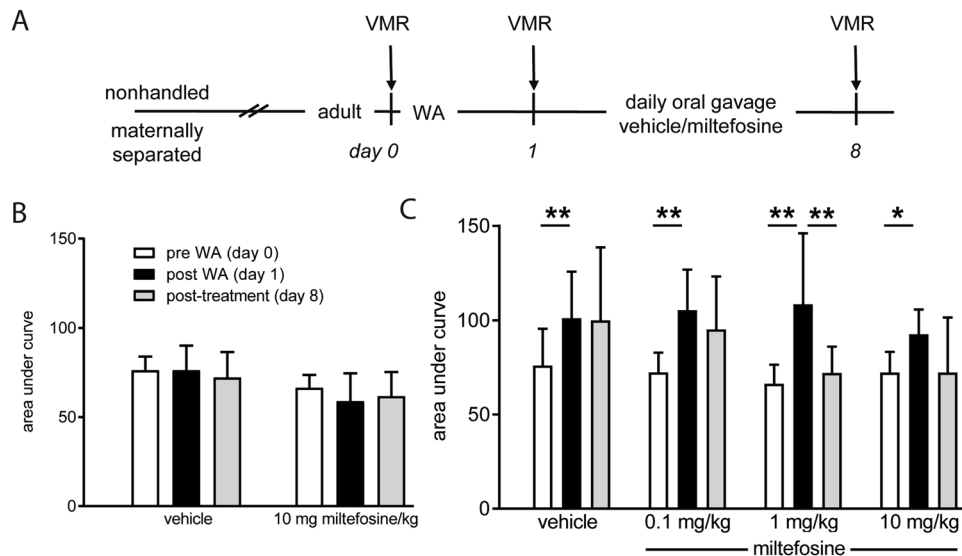 A
VMR
VMR
VMR
nonhandled
maternally
separated
adult
WA
daily oral gavage
vehicle/miltefosine
day 0
1
8
B
150
100
50
0
area under curve
pre WA (day 0)
post WA (day 1)
post-treatment (day 8)
vehicle
10 mg miltefosine/kg
C
150
100
50
0
area under curve
** ** ** ** *
vehicle
0.1 mg/kg
1 mg/kg
10 mg/kg
miltefosine